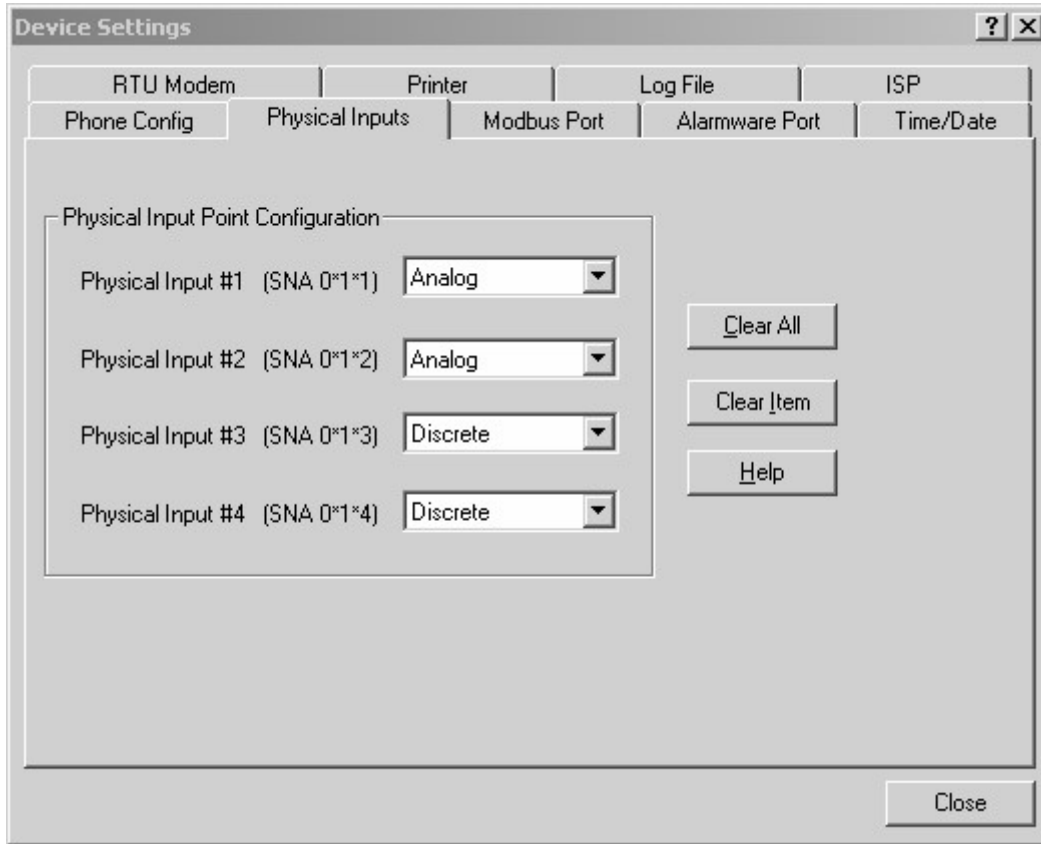 Device Settings
? X
RTU Modem Printer Log File ISP
Phone Config Physical Inputs Modbus Port Alarmware Port Time/Date
Physical Input Point Configuration
Physical Input #1 (SNA 0*1*1) Analog
Clear All
Physical Input #2 (SNA 0*1*2) Analog
Clear Item
Physical Input #3 (SNA 0*1*3) Discrete
Help
Physical Input #4 (SNA 0*1*4) Discrete
Close